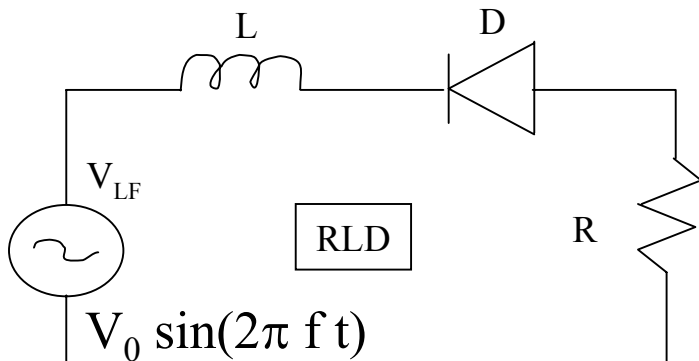 L
D
V_LF
RLD
R
V_0 sin(2π f t)